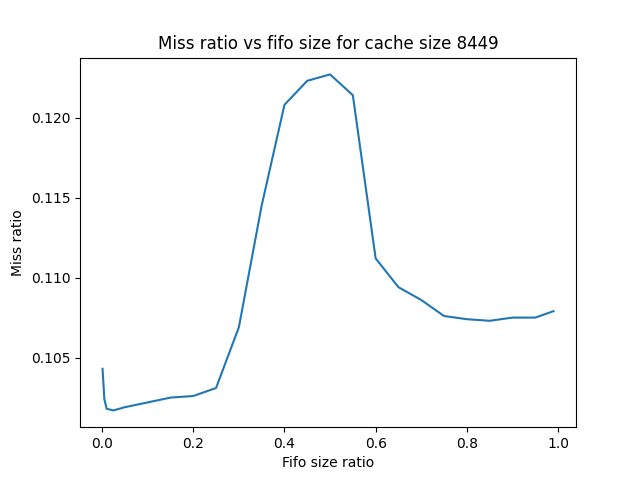 Miss ratio vs fifo size for cache size 8449
0.120
0.115
0.110
0.105
Miss ratio
0.0 0.2 0.4 0.6 0.8 1.0
Fifo size ratio